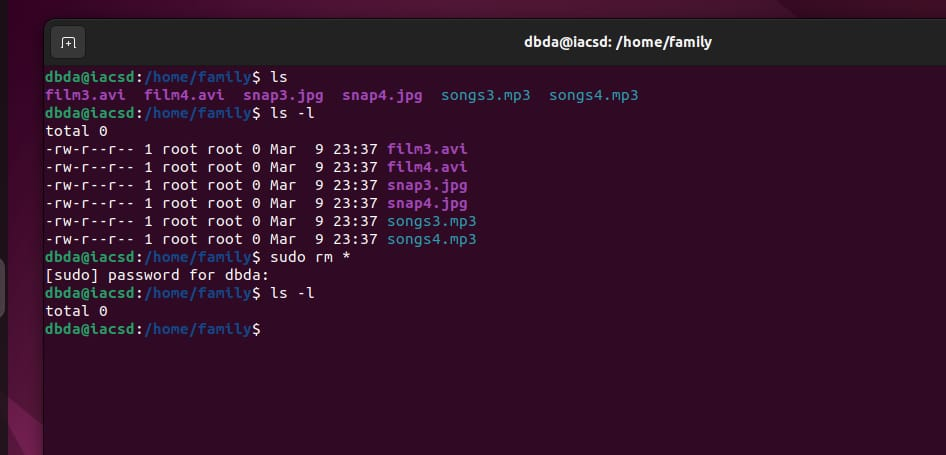 dbda@iacsd: /home/family
dbda@iacsd:/home/family$ ls
film3.avi  film4.avi  snap3.jpg  snap4.jpg  songs3.mp3  songs4.mp3
dbda@iacsd:/home/family$ ls -l
total 0
-rw-r--r-- 1 root root 0 Mar  9 23:37 film3.avi
-rw-r--r-- 1 root root 0 Mar  9 23:37 film4.avi
-rw-r--r-- 1 root root 0 Mar  9 23:37 snap3.jpg
-rw-r--r-- 1 root root 0 Mar  9 23:37 snap4.jpg
-rw-r--r-- 1 root root 0 Mar  9 23:37 songs3.mp3
-rw-r--r-- 1 root root 0 Mar  9 23:37 songs4.mp3
dbda@iacsd:/home/family$ sudo rm *
[sudo] password for dbda:
dbda@iacsd:/home/family$ ls -l
total 0
dbda@iacsd:/home/family$